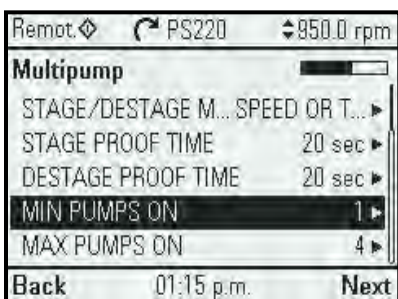 Remot. PS220 950.0 rpm
Multipump
STAGE/DESTAGE M... SPEED OR T...
STAGE PROOF TIME 20 sec
DESTAGE PROOF TIME 20 sec
MIN PUMPS ON 1
MAX PUMPS ON 4
Back 01:15 p.m. Next